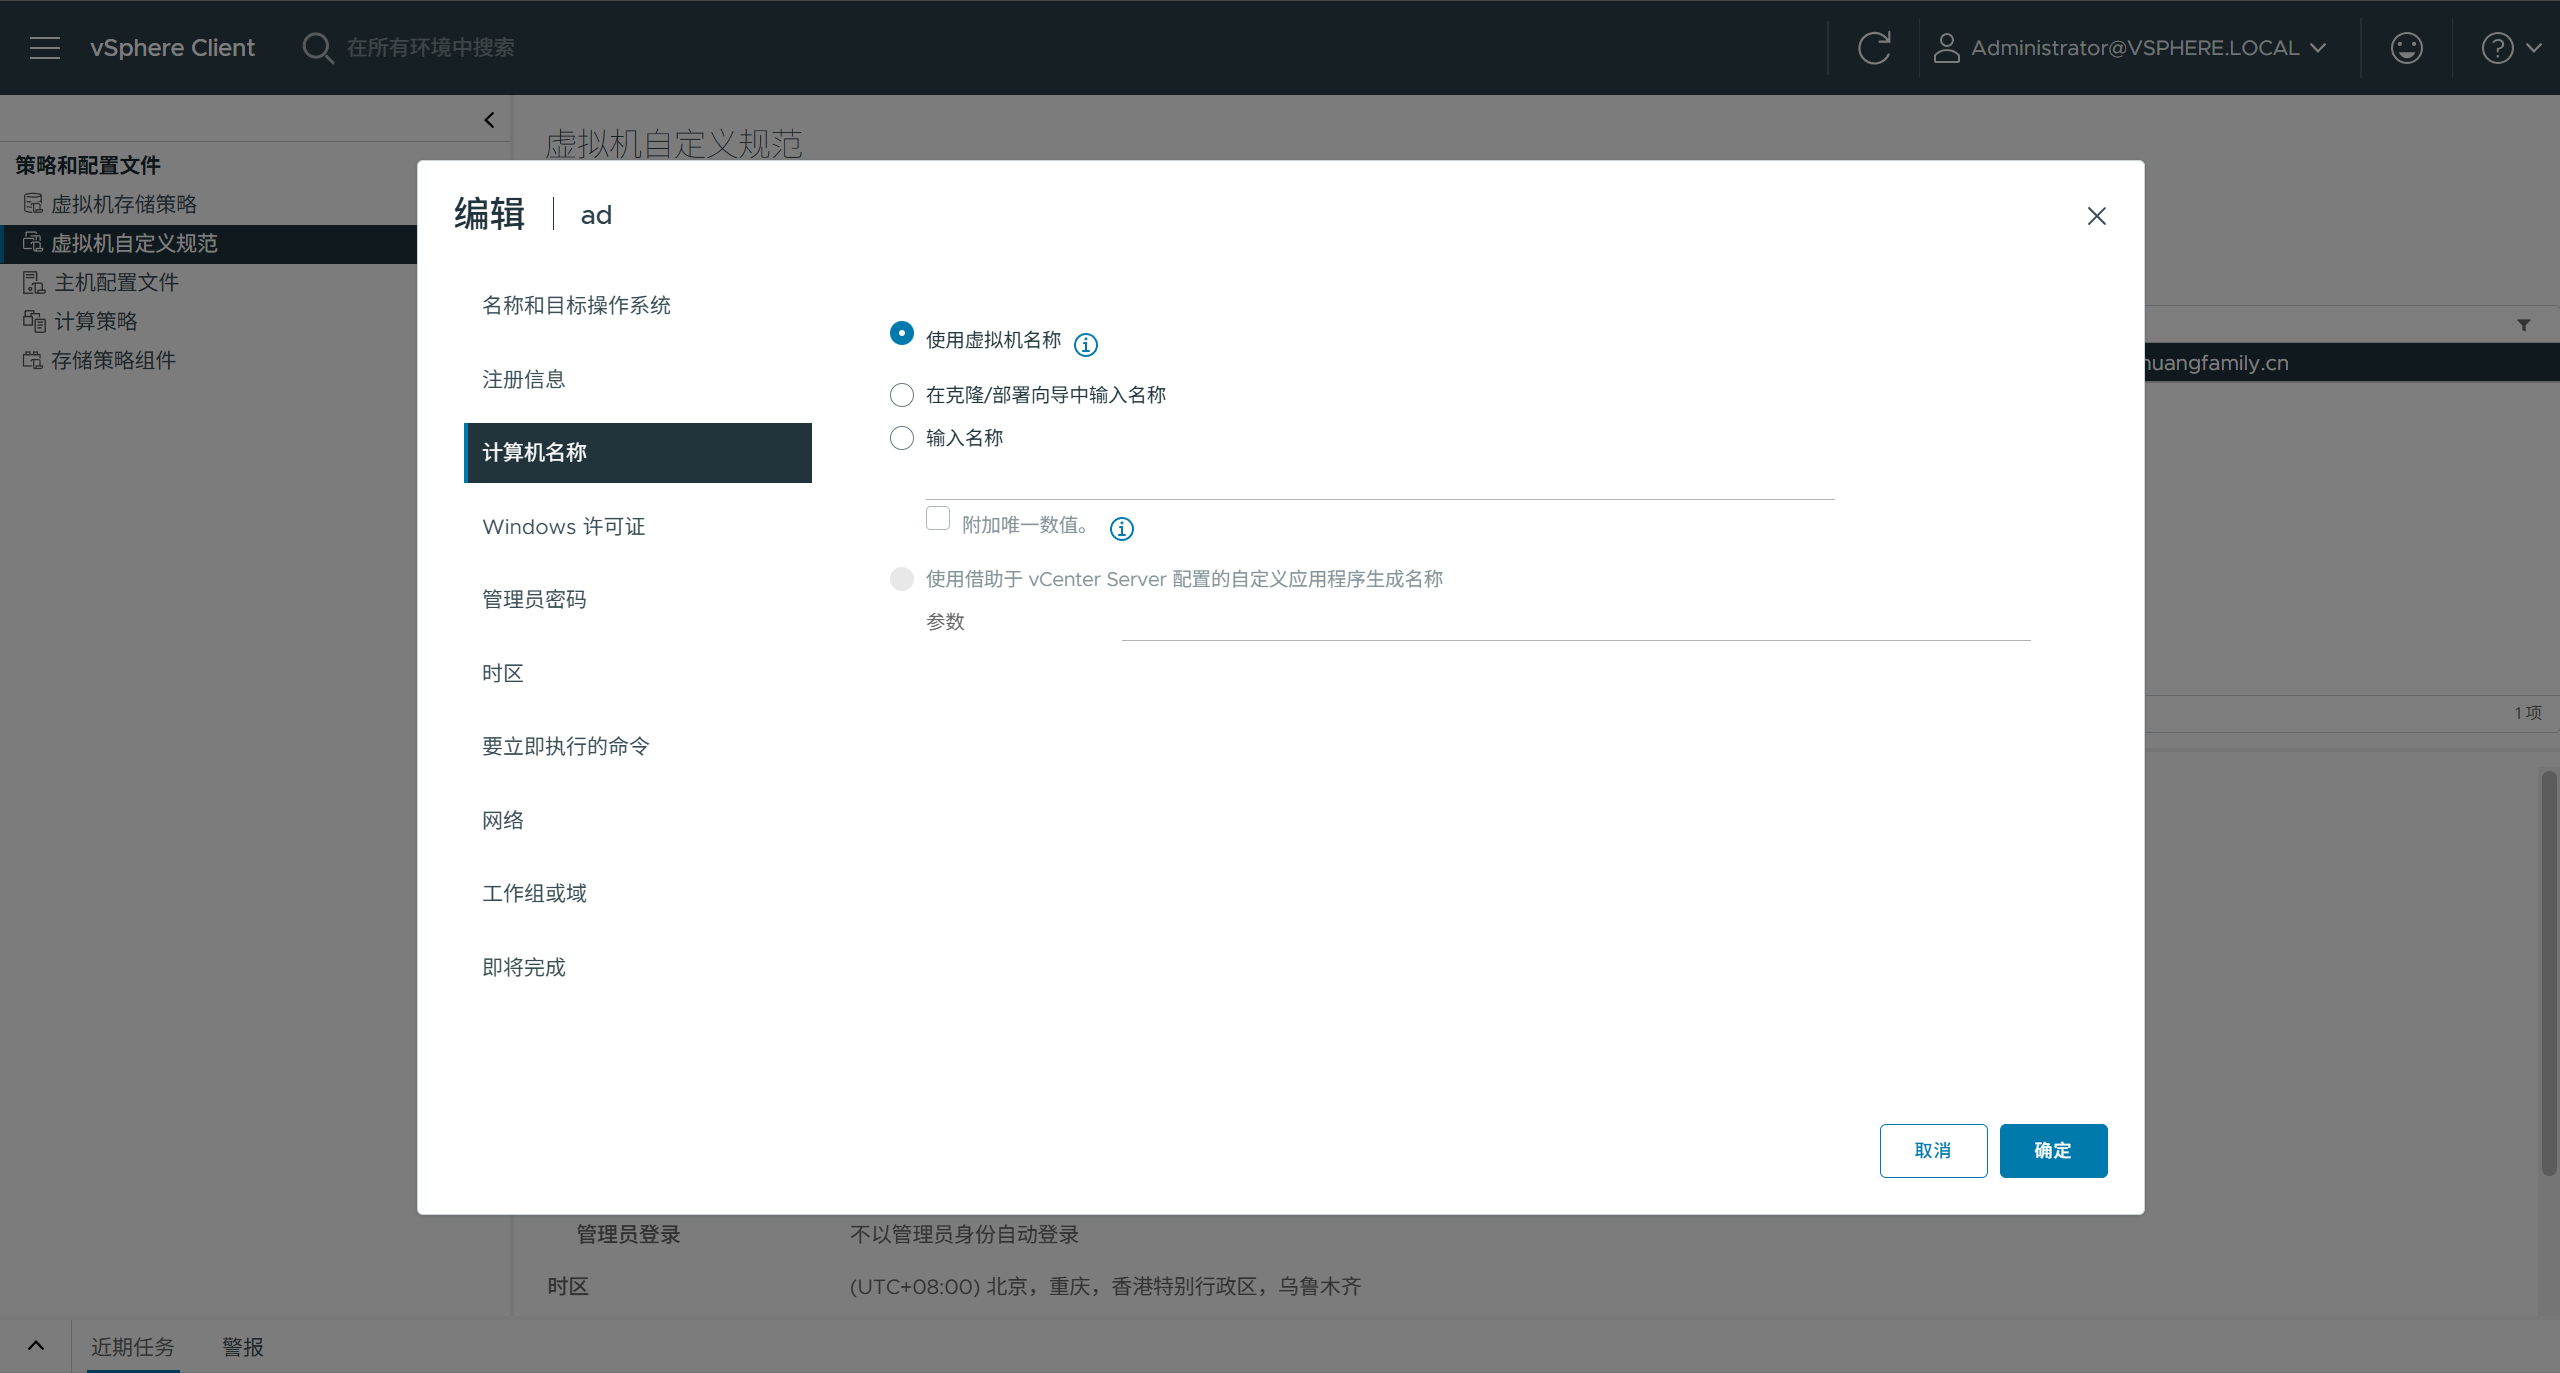 vSphere Client
在所有环境中搜索
Administrator@VSPHERE.LOCAL
虚拟机自定义规范
策略和配置文件
虚拟机存储策略
虚拟机自定义规范
主机配置文件
计算策略
存储策略组件
编辑 | ad
名称和目标操作系统
注册信息
计算机名称
Windows 许可证
管理员密码
时区
要立即执行的命令
网络
工作组或域
即将完成
使用虚拟机名称
在克隆/部署向导中输入名称
输入名称
附加唯一数值。
使用借助于 vCenter Server 配置的自定义应用程序生成名称
参数
取消
确定
huangfamily.cn
1 项
管理员登录 不以管理员身份自动登录
时区 (UTC+08:00) 北京，重庆，香港特别行政区，乌鲁木齐
近期任务 警报